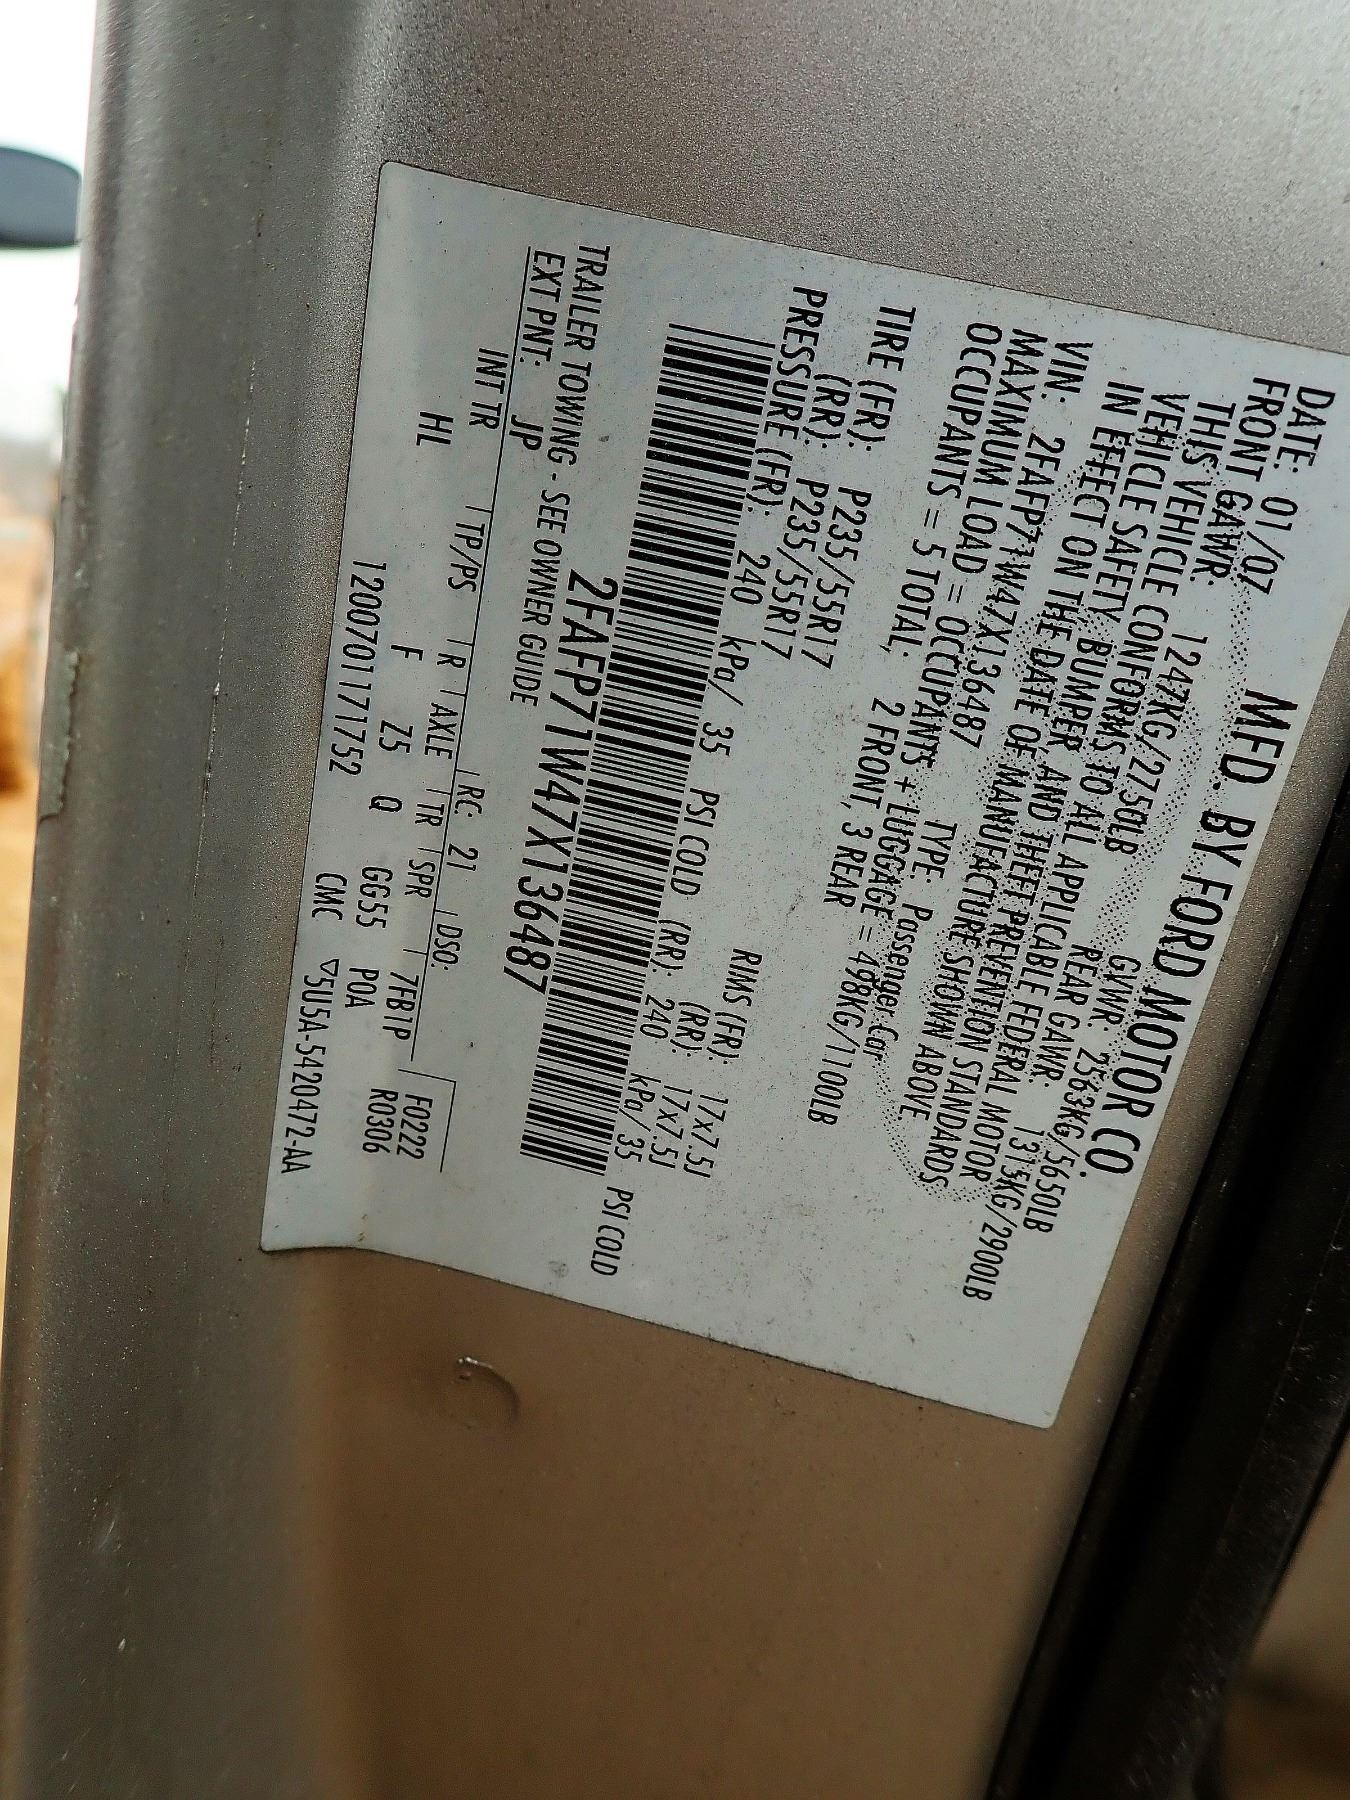 MFD. BY FORD MOTOR CO.
DATE: 01/07 GVWR: 2563KG/5650LB
FRONT GAWR: 1247KG/2750LB REAR GAWR: 1315KG/2900LB
THIS VEHICLE CONFORMS TO ALL APPLICABLE FEDERAL MOTOR
VEHICLE SAFETY, BUMPER, AND THEFT PREVENTION STANDARDS
IN EFFECT ON THE DATE OF MANUFACTURE SHOWN ABOVE.
VIN: 2FAFP71W47X136487 TYPE: Passenger Car
MAXIMUM LOAD = OCCUPANTS + LUGGAGE = 498KG/1100LB
OCCUPANTS = 5 TOTAL, 2 FRONT, 3 REAR
TIRE (FR): P235/55R17 RIMS (FR): 17x7.5J
(RR): P235/55R17 (RR): 17x7.5J
PRESSURE (FR): 240 kPa/ 35 PSI COLD (RR): 240 kPa/ 35 PSI COLD
2FAFP71W47X136487
TRAILER TOWING - SEE OWNER GUIDE
EXT PNT: JP RC: 21 DSO: F0222
INT TR TP/PS R AXLE TR SPR 7FB1P R0306
HL F Z5 Q GG55 POA
120070117 1752 CMC ▽5U5A-5420472-AA